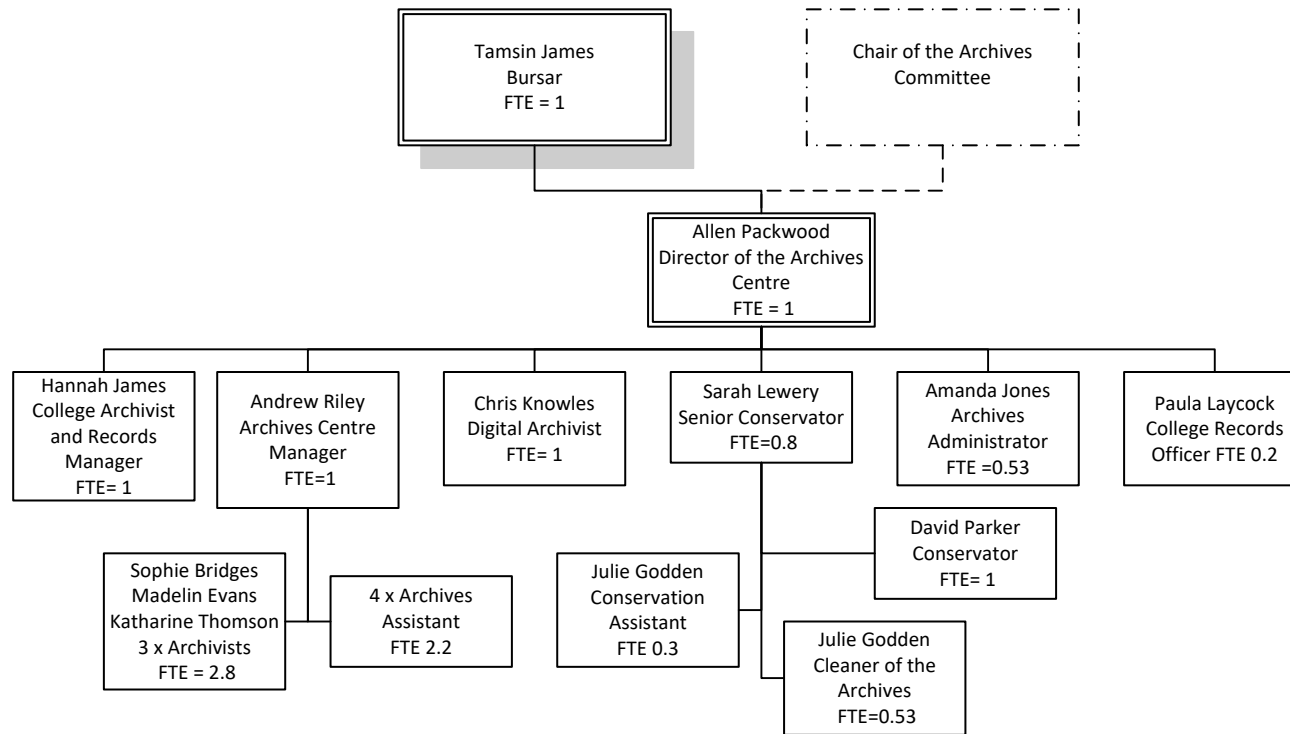 Tamsin James
Bursar
FTE = 1
Chair of the Archives
Committee
Allen Packwood
Director of the Archives
Centre
FTE = 1
Hannah James
College Archivist
and Records
Manager
FTE= 1
Andrew Riley
Archives Centre
Manager
FTE=1
Chris Knowles
Digital Archivist
FTE= 1
Sarah Lewery
Senior Conservator
FTE=0.8
Amanda Jones
Archives
Administrator
FTE =0.53
Paula Laycock
College Records
Officer FTE 0.2
Sophie Bridges
Madelin Evans
Katharine Thomson
3 x Archivists
FTE = 2.8
4 x Archives
Assistant
FTE 2.2
Julie Godden
Conservation
Assistant
FTE 0.3
David Parker
Conservator
FTE= 1
Julie Godden
Cleaner of the
Archives
FTE=0.53